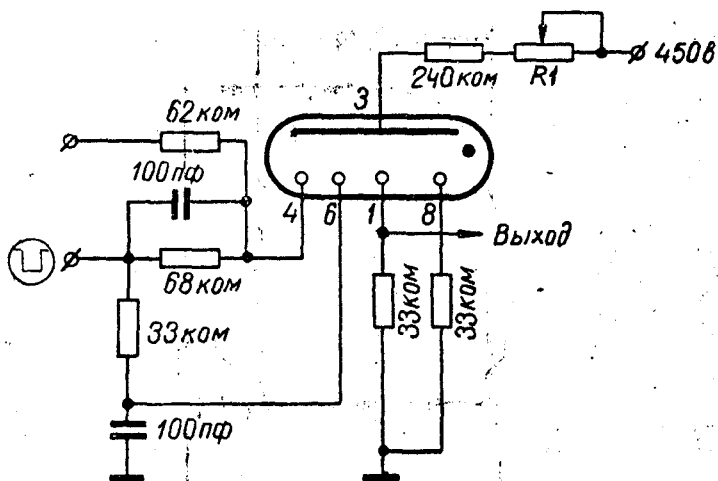 450в
240ком
R1
3
62ком
100пф
4
6
1
8
Выход
68ком
33ком
33ком
33ком
100пф